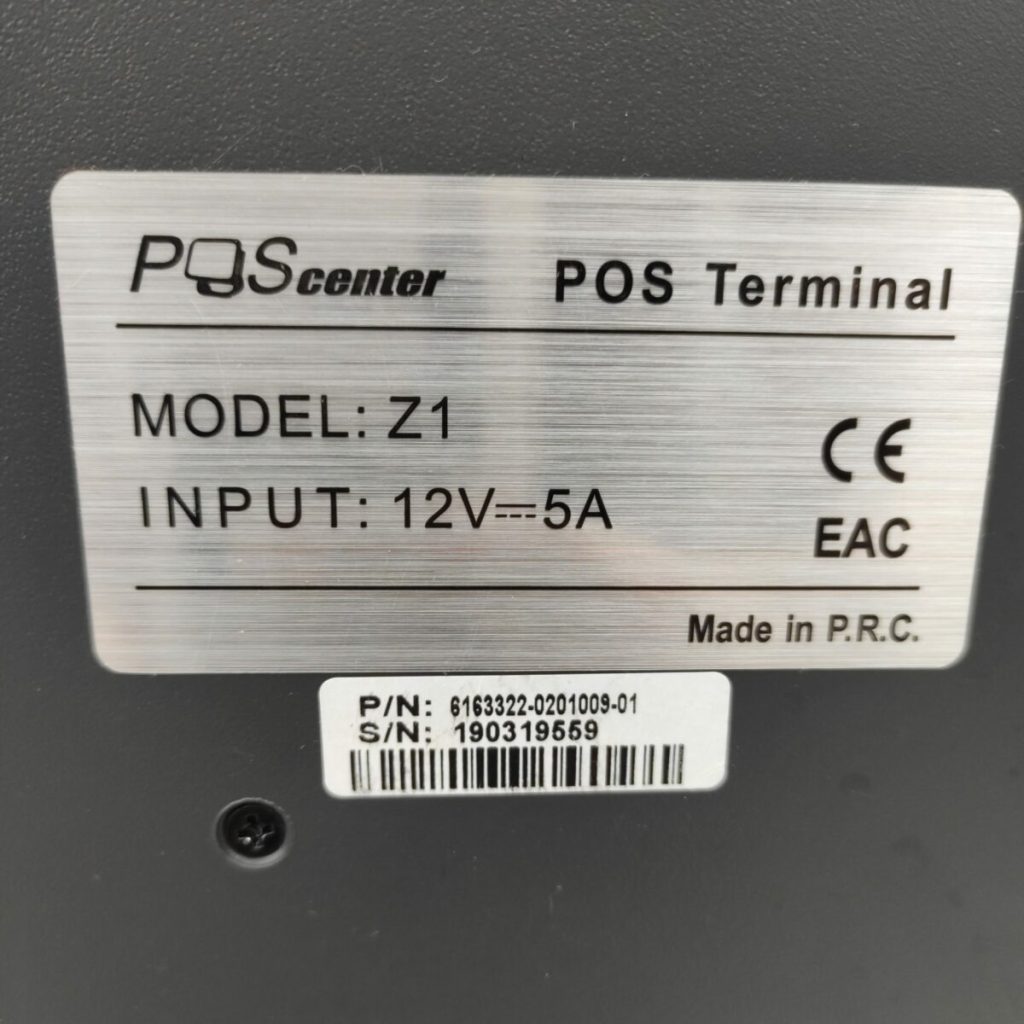 POScenter POS Terminal
MODEL: Z1
INPUT: 12V⎓5A
CE
EAC
Made in P.R.C.
P/N: 6163322-0201009-01
S/N: 190319559